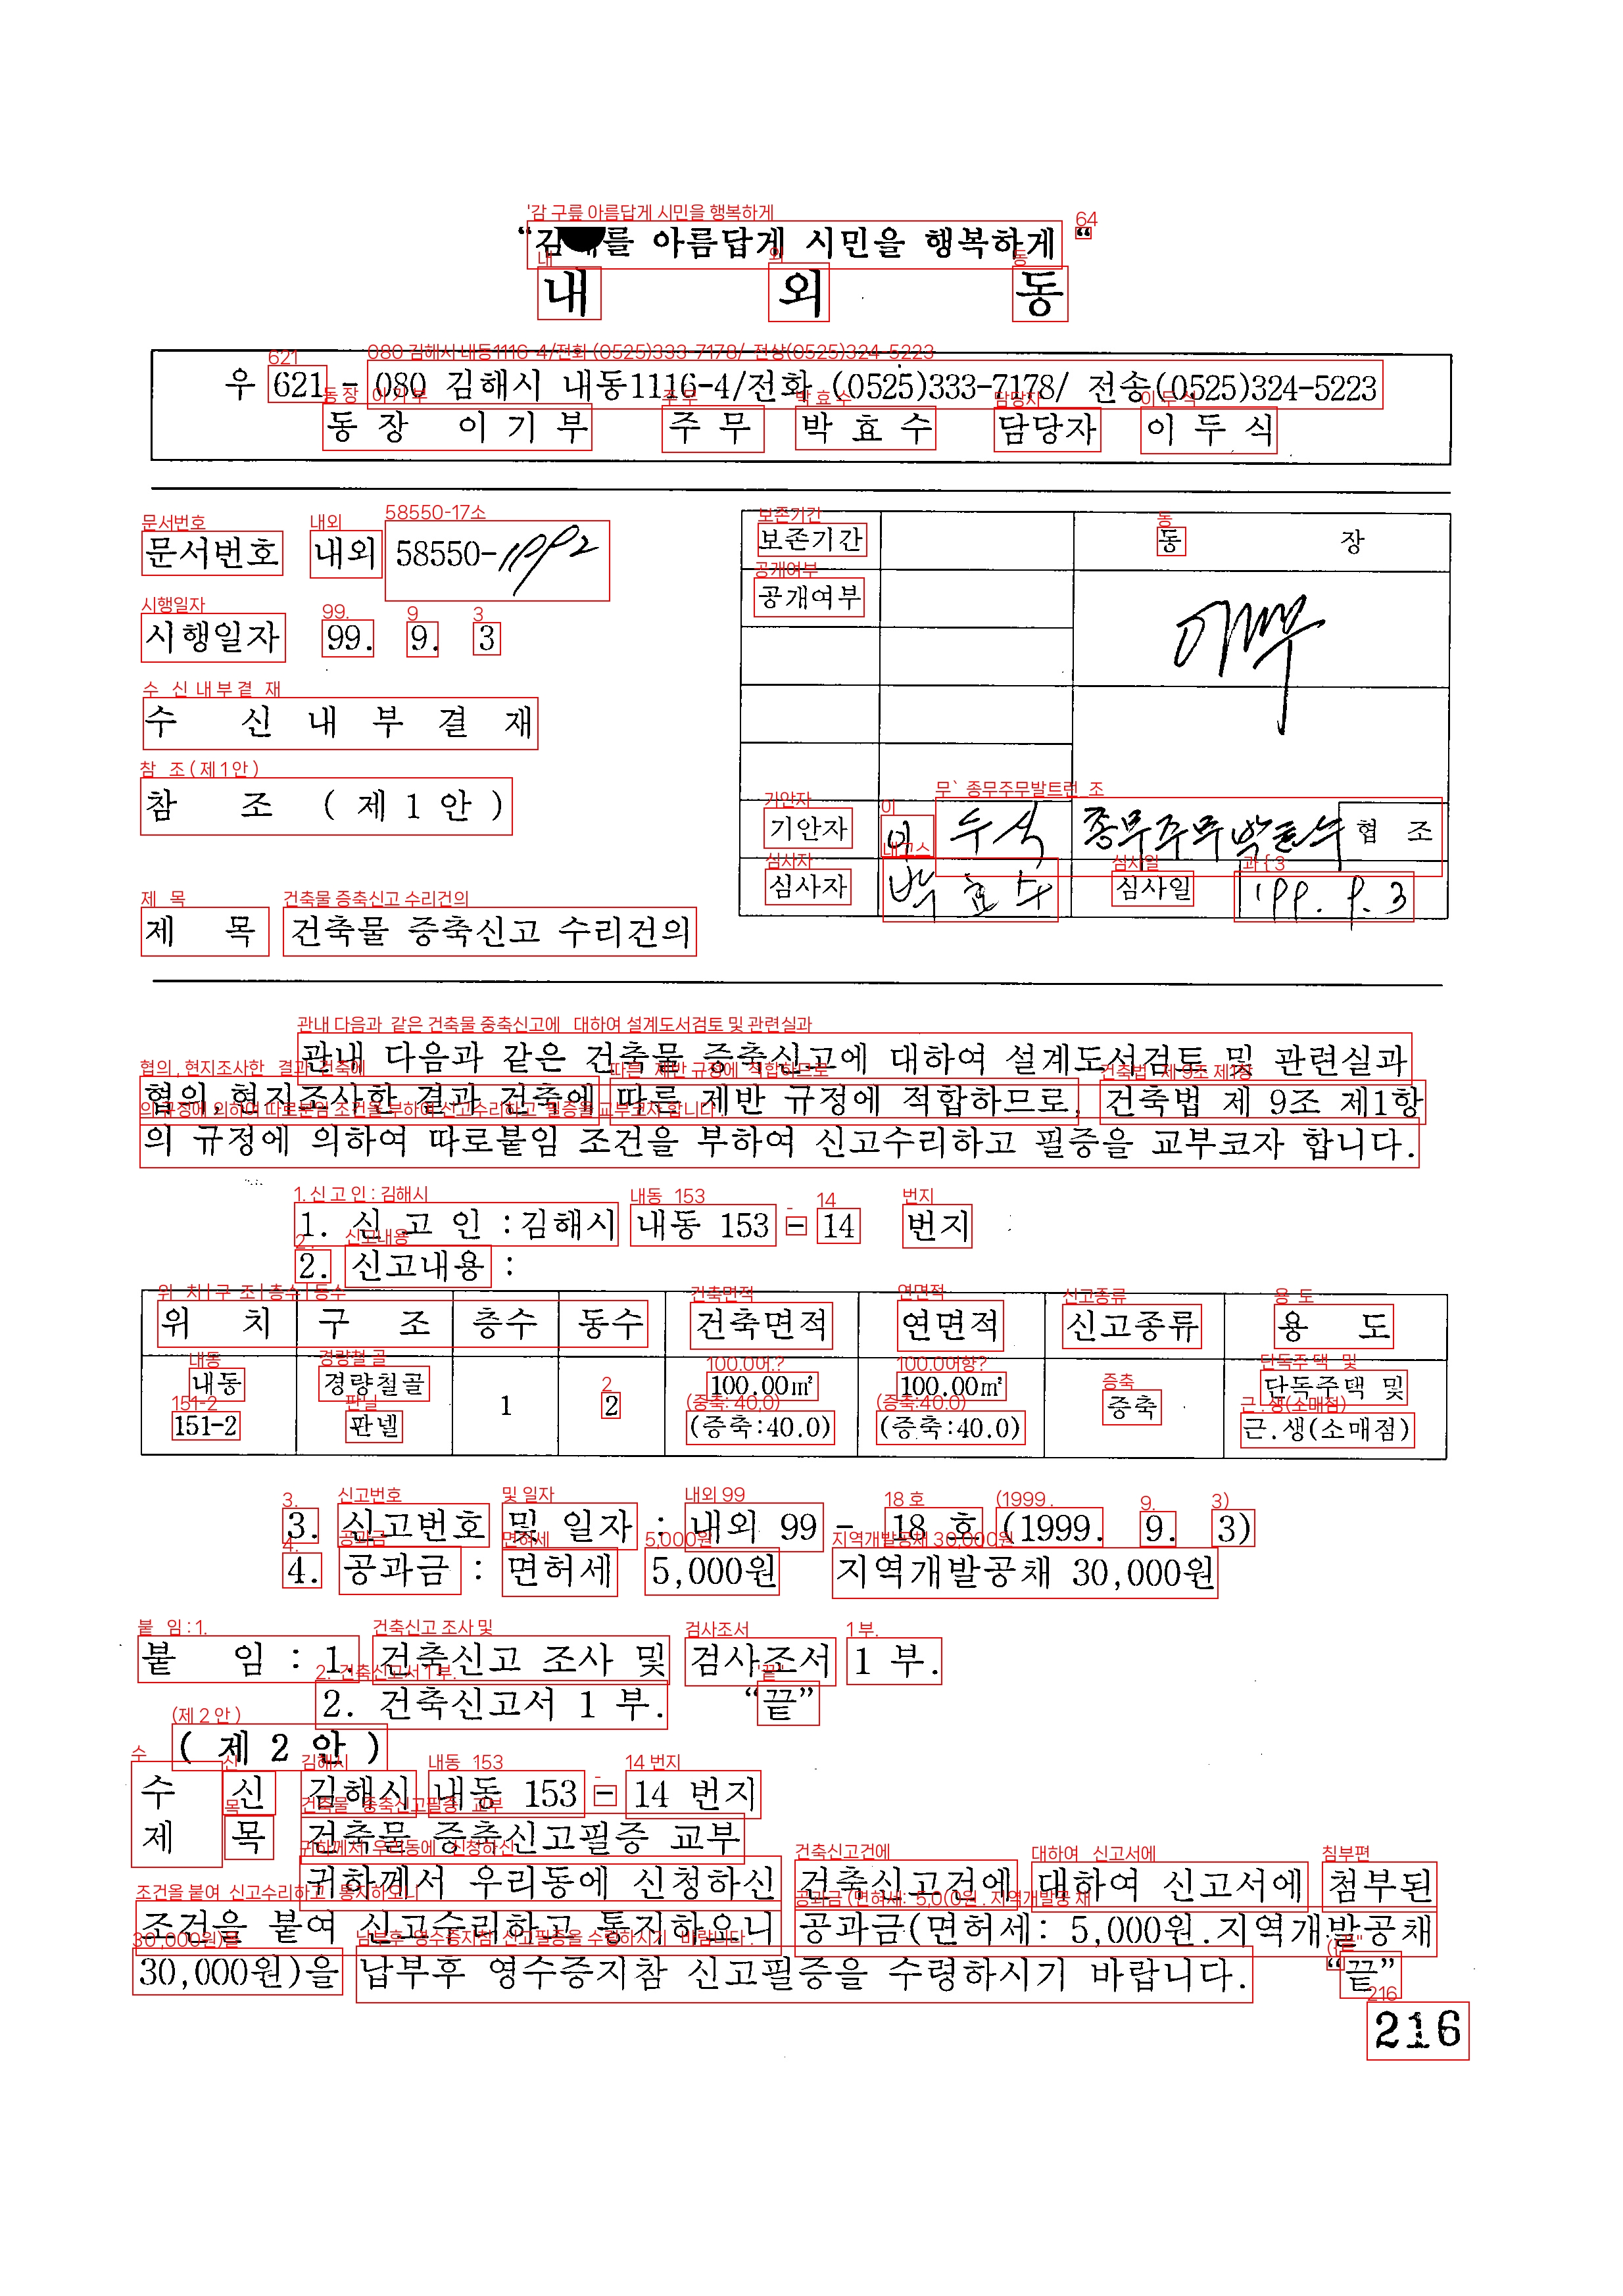 를 아름답게 시민을 행복하게 “
내 외 동
우 621 - 080 김해시 내동1116-4/전화 (0525)333-7178/ 전송(0525)324-5223
동 장 이 기 부 주 무 박 효 수 담당자 이 두 식
문서번호 내외 58550- 보존기간 동 장
시행일자 99. 9. 3 공개여부
수 신 내 부 결 재
참 조 ( 제 1 안 )
기안자 이 두식 종무주무 박효수 협 조
심사자 박효수 심사일 '99. 9. 3
제 목 건축물 증축신고 수리건의
관내 다음과 같은 건축물 증축신고에 대하여 설계도서검토 및 관련실과
협의, 현지조사한 결과 건축에 따른 제반 규정에 적합하므로, 건축법 제 9조 제1항
의 규정에 의하여 따로붙임 조건을 부하여 신고수리하고 필증을 교부코자 합니다.
1. 신 고 인 : 김해시 내동 153 - 14 번지
2. 신고내용 :
위 치 구 조 층수 동수 건축면적 연면적 신고종류 용 도
내동 경량철골 1 2 100.00㎡ 100.00㎡ 증축 단독주택 및
151-2 판넬 (증축:40.0) (증축:40.0) 근.생(소매점)
3. 신고번호 및 일자 : 내외 99 - 18 호 (1999. 9. 3)
4. 공과금 : 면허세 5,000원 지역개발공채 30,000원
붙 임 : 1. 건축신고 조사 및 검사조서 1 부.
2. 건축신고서 1 부. “끝”
( 제 2 안 )
수 신 김해시 내동 153 - 14 번지
제 목 건축물 증축신고필증 교부
귀하께서 우리동에 신청하신 건축신고건에 대하여 신고서에 첨부된
조건을 붙여 신고수리하고 통지하오니 공과금(면허세: 5,000원.지역개발공채
30,000원)을 납부후 영수증지참 신고필증을 수령하시기 바랍니다. “끝”
216